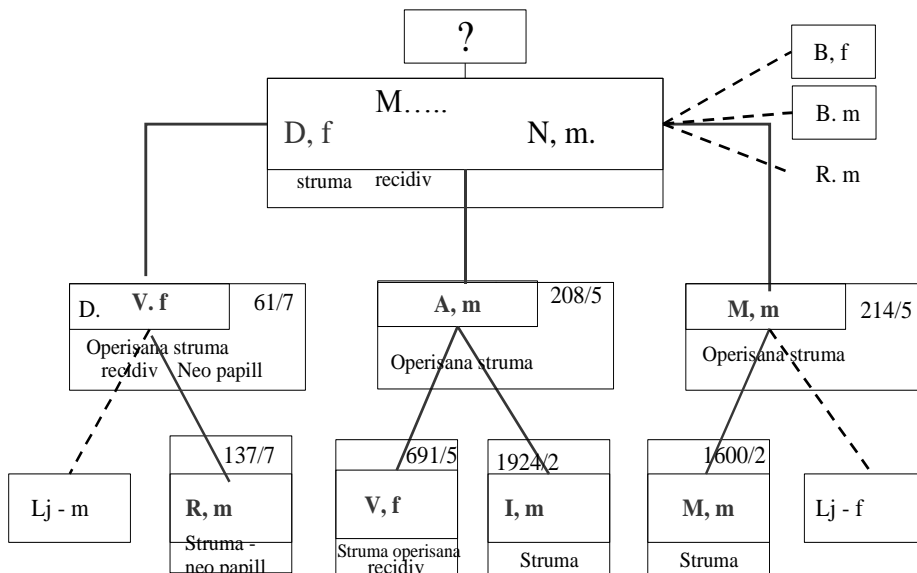 ?
B, f
M.....
D, f
N, m.
B. m
R. m
struma recidiv
D. V. f 61/7
Operisana struma
recidiv Neo papill
A, m 208/5
Operisana struma
M, m 214/5
Operisana struma
Lj - m
137/7
R, m
Struma -
neo papill
691/5
V, f
Struma operisana
recidiv
1924/2
I, m
Struma
1600/2
M, m
Struma
Lj - f